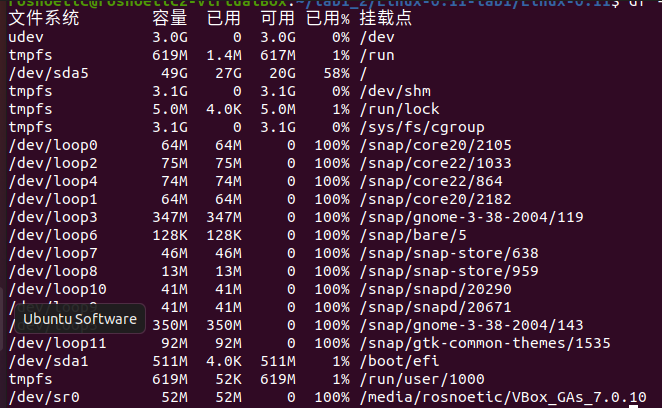 rosnoetic@rosnoetic2-VirtualBox:~/lab1_2/Linux-0.11-lab1/Linux-0.11$ df -
文件系统 容量 已用 可用 已用% 挂载点
udev 3.0G 0 3.0G 0% /dev
tmpfs 619M 1.4M 617M 1% /run
/dev/sda5 49G 27G 20G 58% /
tmpfs 3.1G 0 3.1G 0% /dev/shm
tmpfs 5.0M 4.0K 5.0M 1% /run/lock
tmpfs 3.1G 0 3.1G 0% /sys/fs/cgroup
/dev/loop0 64M 64M 0 100% /snap/core20/2105
/dev/loop2 75M 75M 0 100% /snap/core22/1033
/dev/loop4 74M 74M 0 100% /snap/core22/864
/dev/loop1 64M 64M 0 100% /snap/core20/2182
/dev/loop3 347M 347M 0 100% /snap/gnome-3-38-2004/119
/dev/loop6 128K 128K 0 100% /snap/bare/5
/dev/loop7 46M 46M 0 100% /snap/snap-store/638
/dev/loop8 13M 13M 0 100% /snap/snap-store/959
/dev/loop10 41M 41M 0 100% /snap/snapd/20290
41M 41M 0 100% /snap/snapd/20671
Ubuntu Software
350M 350M 0 100% /snap/gnome-3-38-2004/143
/dev/loop11 92M 92M 0 100% /snap/gtk-common-themes/1535
/dev/sda1 511M 4.0K 511M 1% /boot/efi
tmpfs 619M 52K 619M 1% /run/user/1000
/dev/sr0 52M 52M 0 100% /media/rosnoetic/VBox_GAs_7.0.10